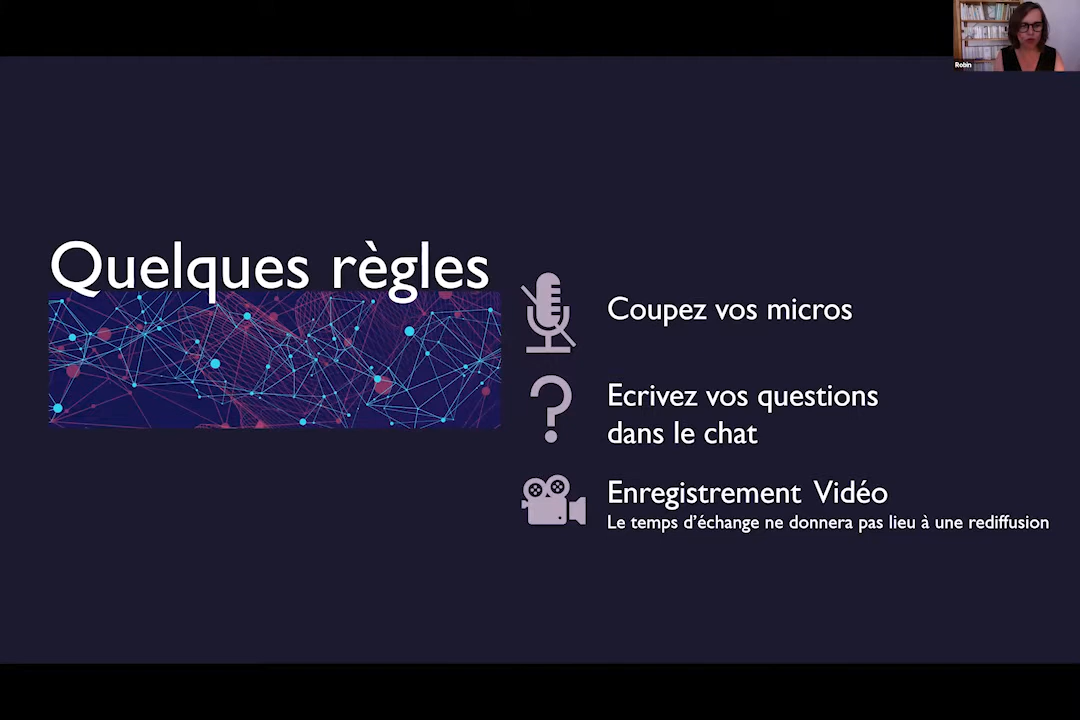 Robin
Quelques règles
Coupez vos micros
Ecrivez vos questions
dans le chat
Enregistrement Vidéo
Le temps d'échange ne donnera pas lieu à une rediffusion